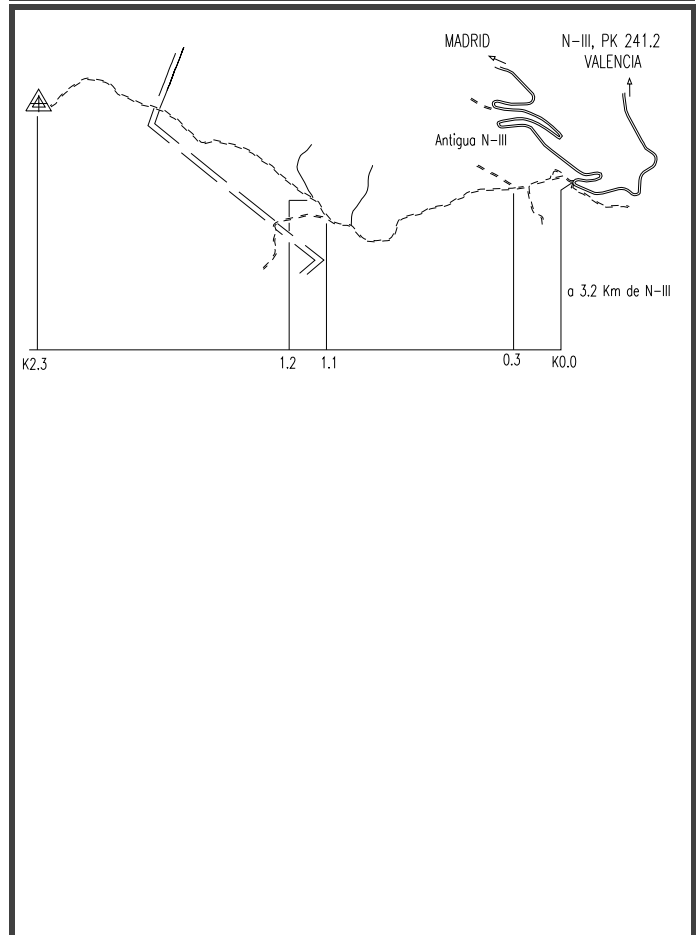 MADRID
N-III, PK 241.2
VALENCIA
Antigua N-III
a 3.2 Km de N-III
K2.3
1.2
1.1
0.3
K0.0